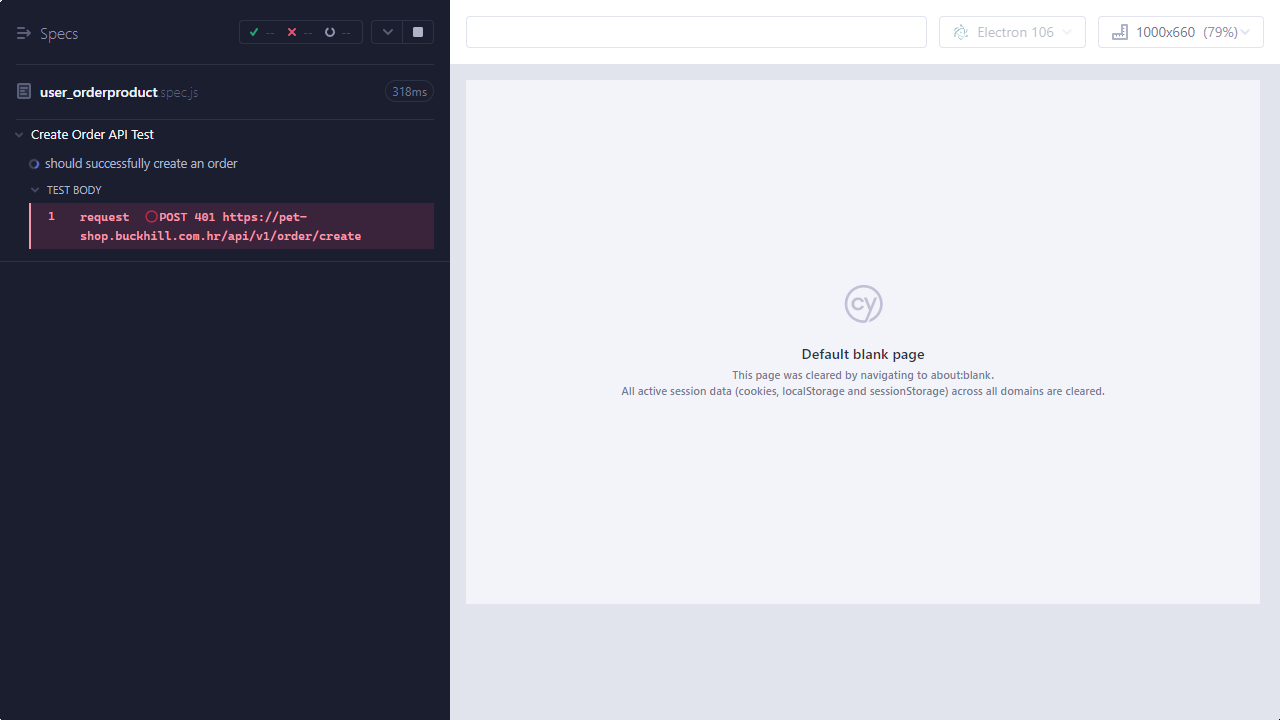 Specs
-- -- --
Electron 106
1000x660 (79%)
user_orderproduct.spec.js
318ms
Create Order API Test
should successfully create an order
TEST BODY
1 request POST 401 https://pet-
shop.buckhill.com.hr/api/v1/order/create
cy
Default blank page
This page was cleared by navigating to about:blank.
All active session data (cookies, localStorage and sessionStorage) across all domains are cleared.